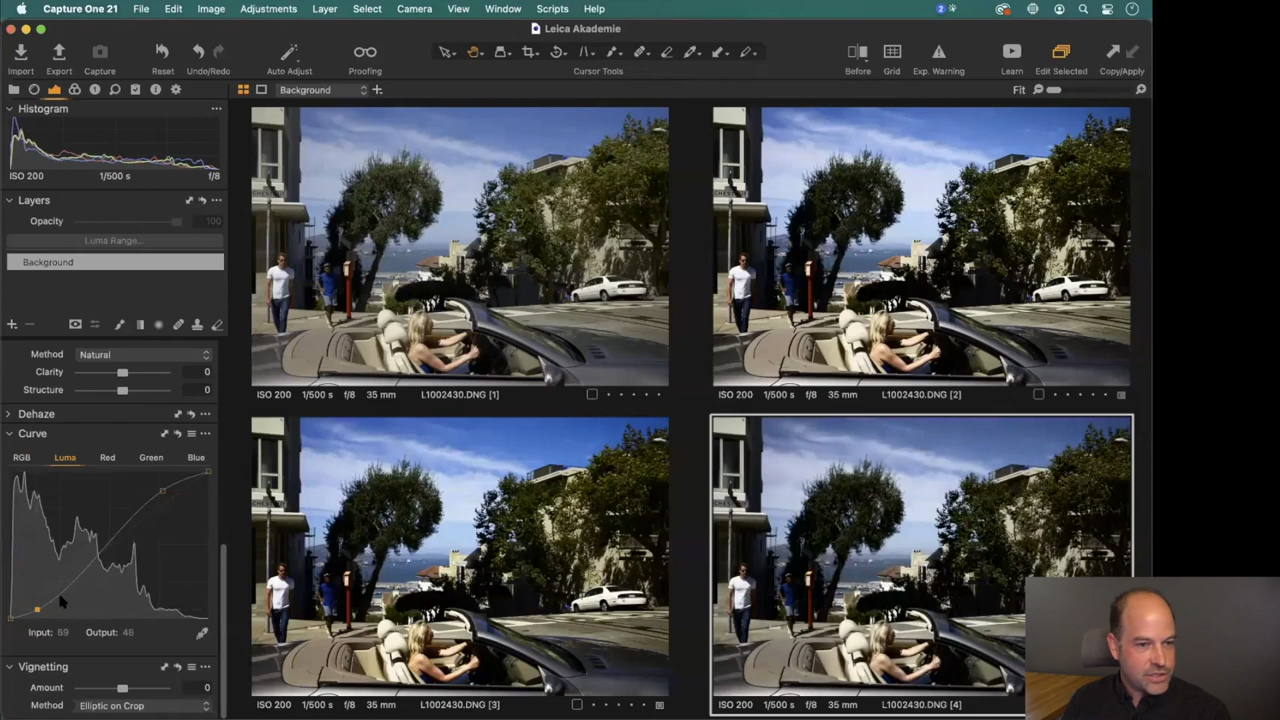 Capture One 21 File Edit Image Adjustments Layer Select Camera View Window Scripts Help 2
Leica Akademie
Import Export Capture Reset Undo/Redo Auto Adjust Proofing Cursor Tools Before Grid Exp. Warning Learn Edit Selected Copy/Apply
Background Fit
Histogram
ISO 200 1/500 s f/8
Layers
Opacity 100
Luma Range...
Background
Method Natural
Clarity 0
Structure 0
Dehaze
Curve
RGB Luma Red Green Blue
Input: 59 Output: 48
Vignetting
Amount 0
Method Elliptic on Crop
ISO 200 1/500 s f/8 35 mm L1002430.DNG [1]
ISO 200 1/500 s f/8 35 mm L1002430.DNG [2]
ISO 200 1/500 s f/8 35 mm L1002430.DNG [3]
ISO 200 1/500 s f/8 35 mm L1002430.DNG [4]